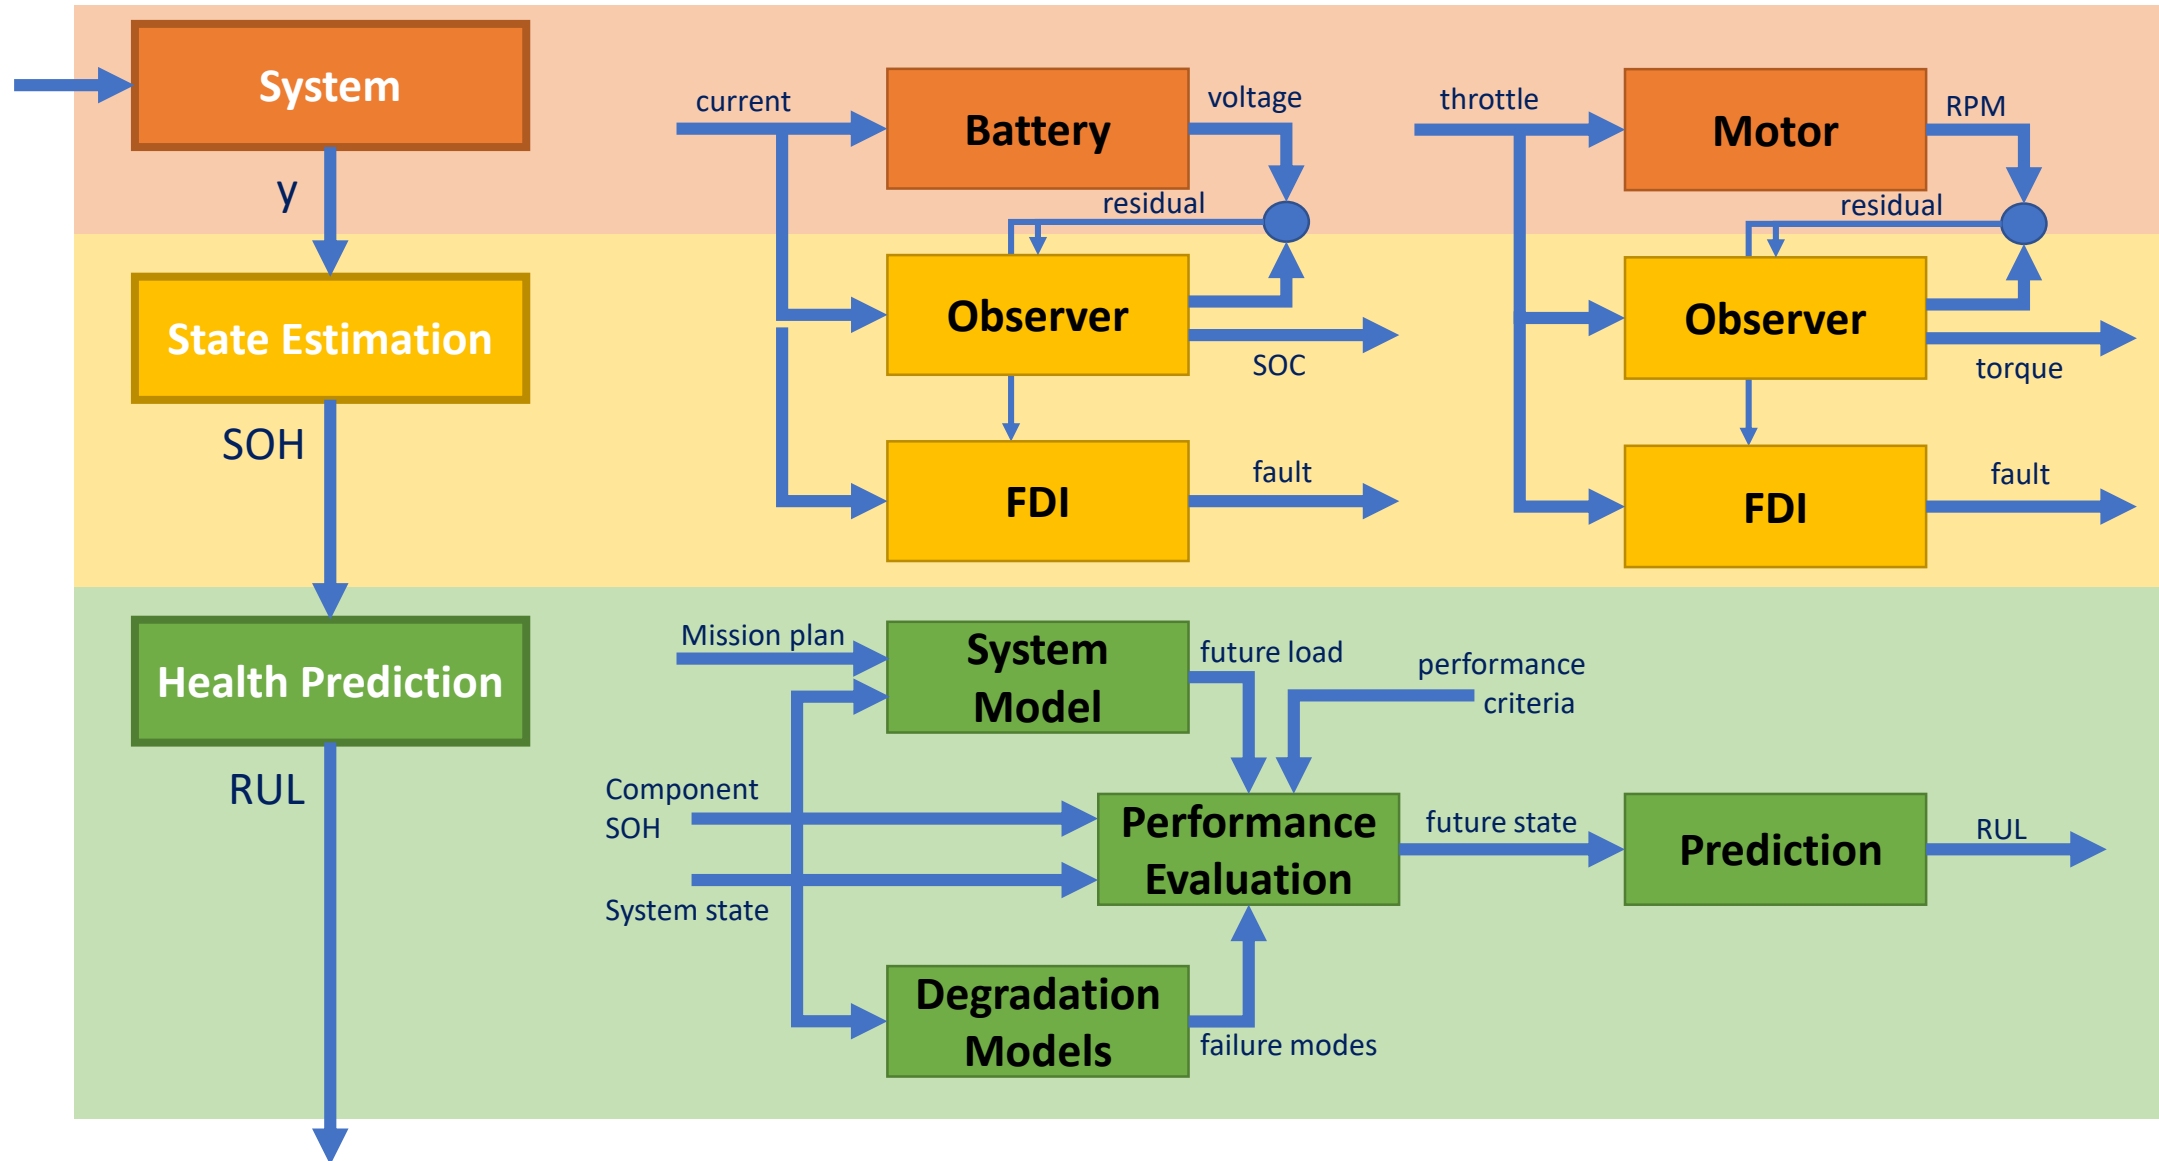 System
y
State Estimation
SOH
Health Prediction
RUL
current
Battery
voltage
residual
Observer
SOC
FDI
fault
throttle
Motor
RPM
residual
Observer
torque
FDI
fault
Mission plan
System
Model
future load
performance
criteria
Component
SOH
System state
Performance
Evaluation
future state
Prediction
RUL
Degradation
Models
failure modes